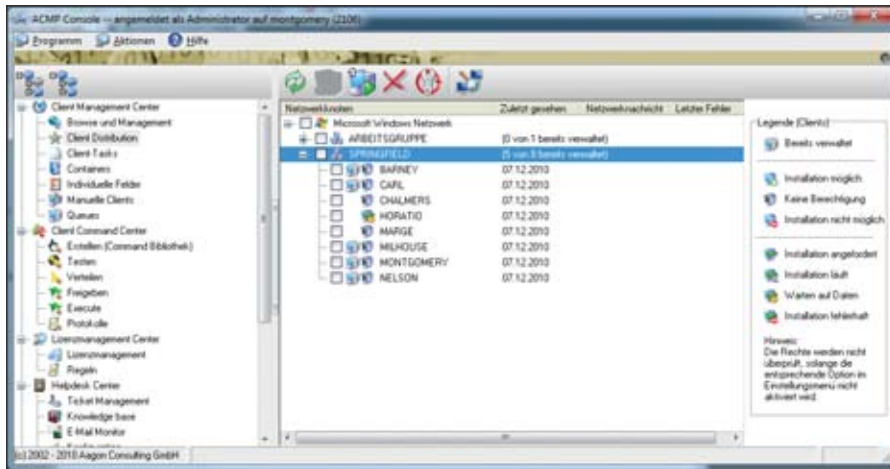 ACMP Console -- angemeldet als Administrator auf montgomery (2106)
Programm Aktionen Hilfe
Client Management Center
Browse und Management
Client Distribution
Client Tasks
Containers
Individuelle Felder
Manuelle Clients
Queues
Client Command Center
Erstellen (Command Bibliothek)
Testen
Verteilen
Freigeben
Execute
Protokolle
Lizenzmanagement Center
Lizenzmanagement
Regeln
Helpdesk Center
Ticket Management
Knowledge base
E-Mail Monitor
Netzwerkknoten Zuletzt gesehen Netzwerknachricht Letzter Fehler
Microsoft Windows Netzwerk
ARBEITSGRUPPE (0 von 1 bereits verwaltet)
SPRINGFIELD (5 von 8 bereits verwaltet)
BARNEY 07.12.2010
CARL 07.12.2010
CHALMERS 07.12.2010
HORATIO 07.12.2010
MARGE 07.12.2010
MILHOUSE 07.12.2010
MONTGOMERY 07.12.2010
NELSON 07.12.2010
Legende (Clients)
Bereits verwaltet
Installation möglich
Keine Berechtigung
Installation nicht möglich
Installation angefordert
Installation läuft
Warten auf Daten
Installation fehlerhaft
Hinweis:
Die Rechte werden nicht
überprüft, solange die
entsprechende Option im
Einstellungsmenü nicht
aktiviert wird.
(c) 2002 - 2010 Aagon Consulting GmbH